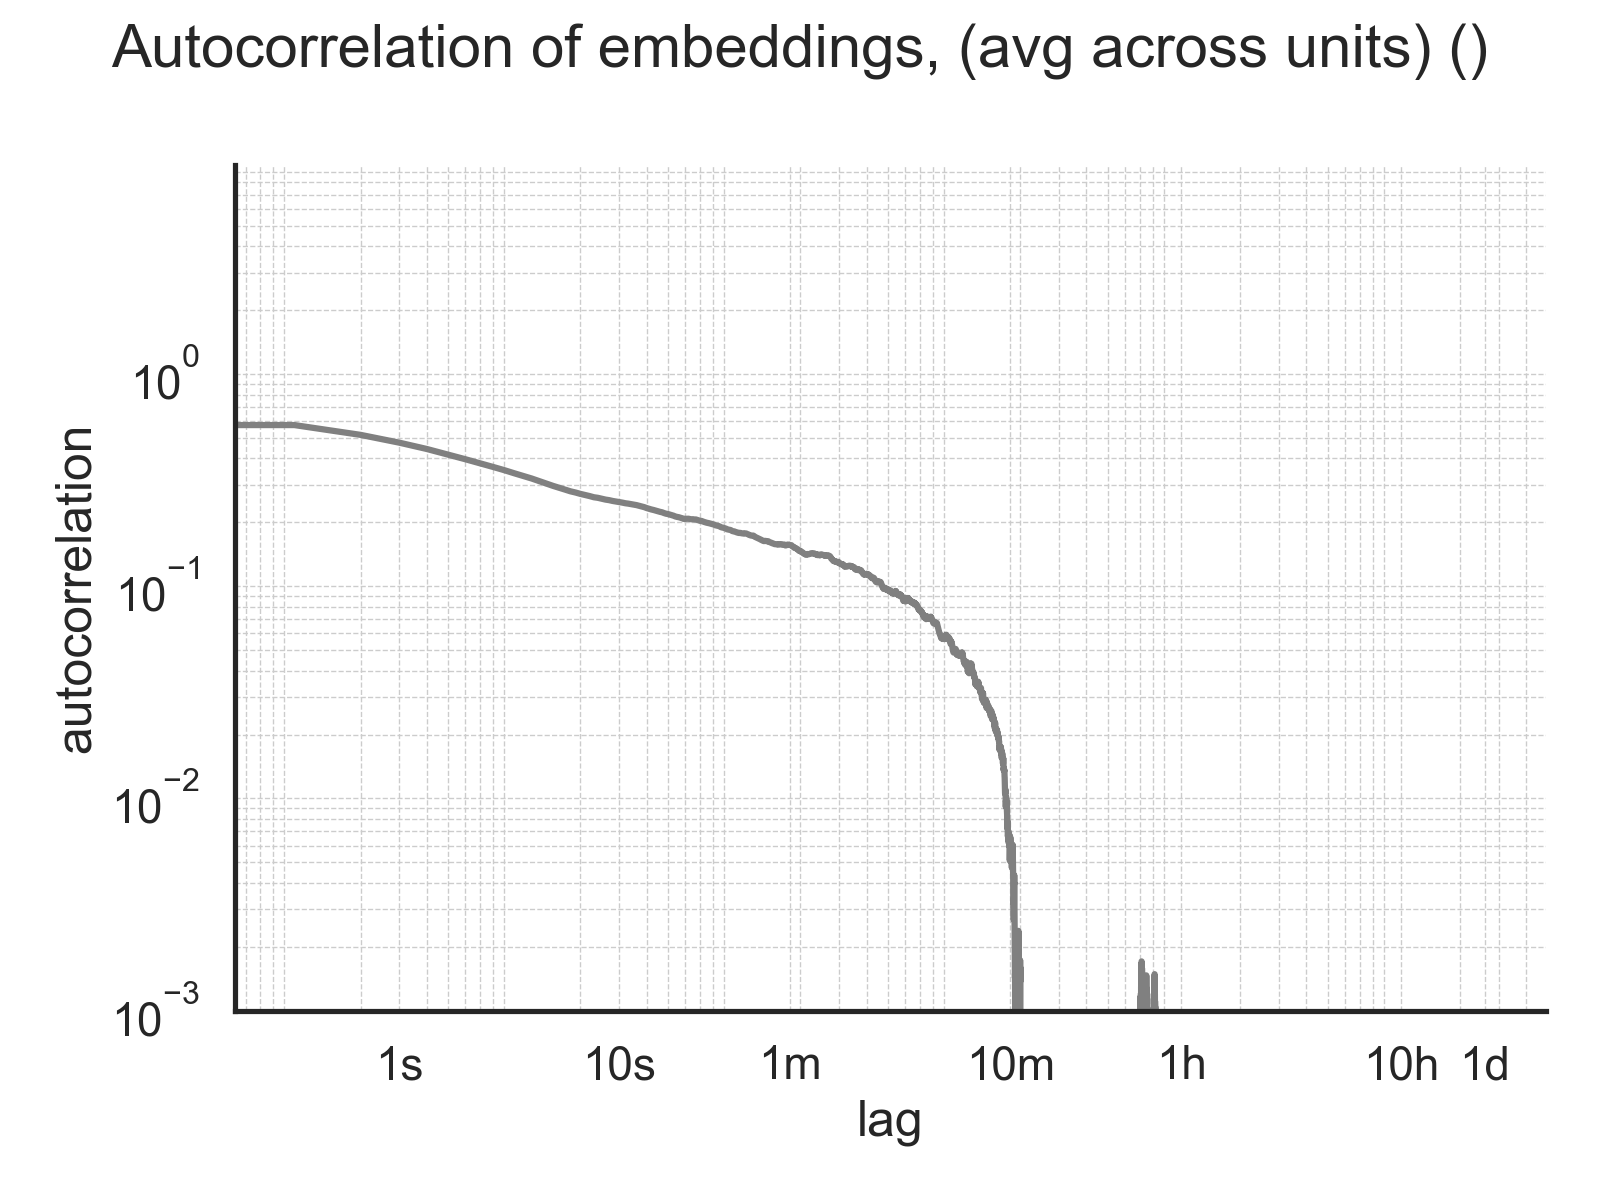 Autocorrelation of embeddings, (avg across units) ()
10^0
10^−1
10^−2
10^−3
autocorrelation
1s 10s 1m 10m 1h 10h 1d
lag